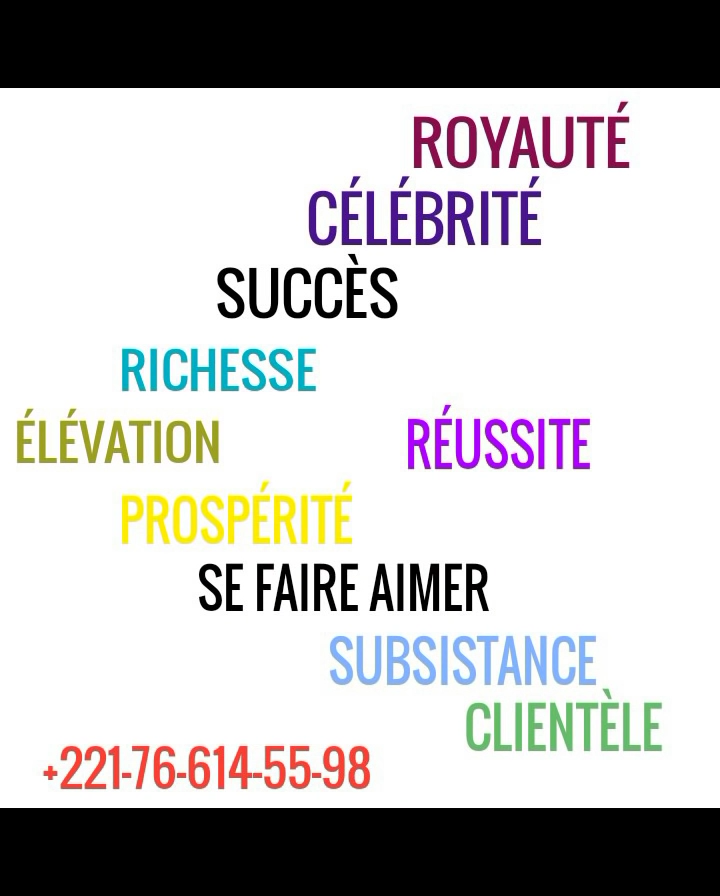 ROYAUTÉ
CÉLÉBRITÉ
SUCCÈS
RICHESSE
ÉLÉVATION
RÉUSSITE
PROSPÉRITÉ
SE FAIRE AIMER
SUBSISTANCE
CLIENTÈLE
+221-76-614-55-98